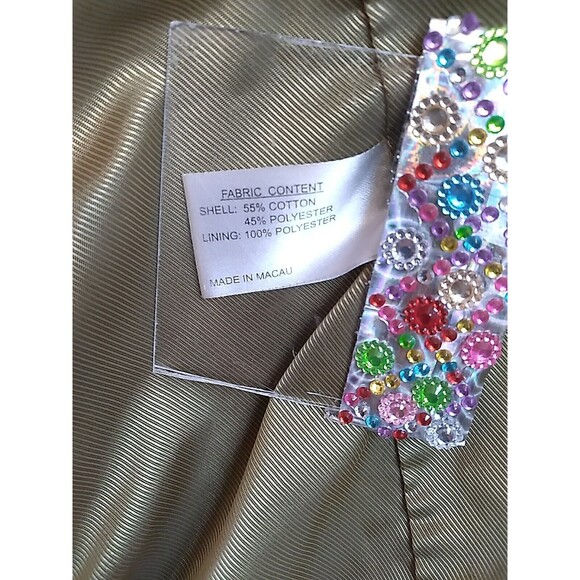 FABRIC CONTENT
SHELL: 55% COTTON
45% POLYESTER
LINING: 100% POLYESTER
MADE IN MACAU